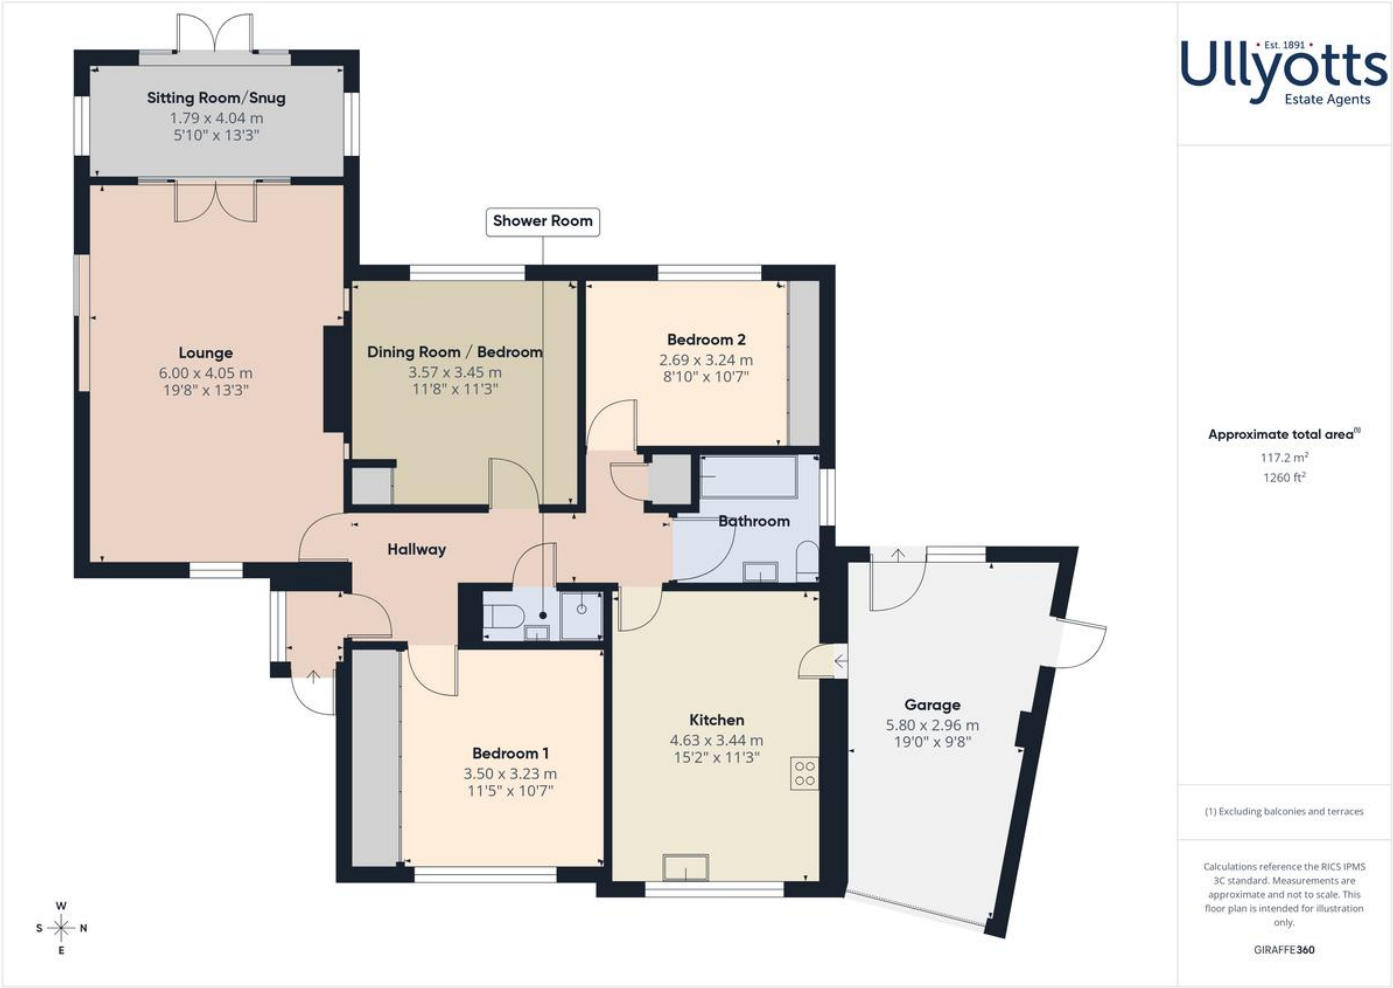 Sitting Room/Snug
1.79 x 4.04 m
5'10" x 13'3"
Shower Room
Lounge
6.00 x 4.05 m
19'8" x 13'3"
Dining Room / Bedroom
3.57 x 3.45 m
11'8" x 11'3"
Bedroom 2
2.69 x 3.24 m
8'10" x 10'7"
Hallway
Bathroom
Bedroom 1
3.50 x 3.23 m
11'5" x 10'7"
Kitchen
4.63 x 3.44 m
15'2" x 11'3"
Garage
5.80 x 2.96 m
19'0" x 9'8"
W
S N
E
Est. 1891
Ullyotts
Estate Agents
Approximate total area⁽¹⁾
117.2 m²
1260 ft²
(1) Excluding balconies and terraces
Calculations reference the RICS IPMS
3C standard. Measurements are
approximate and not to scale. This
floor plan is intended for illustration
only.
GIRAFFE360